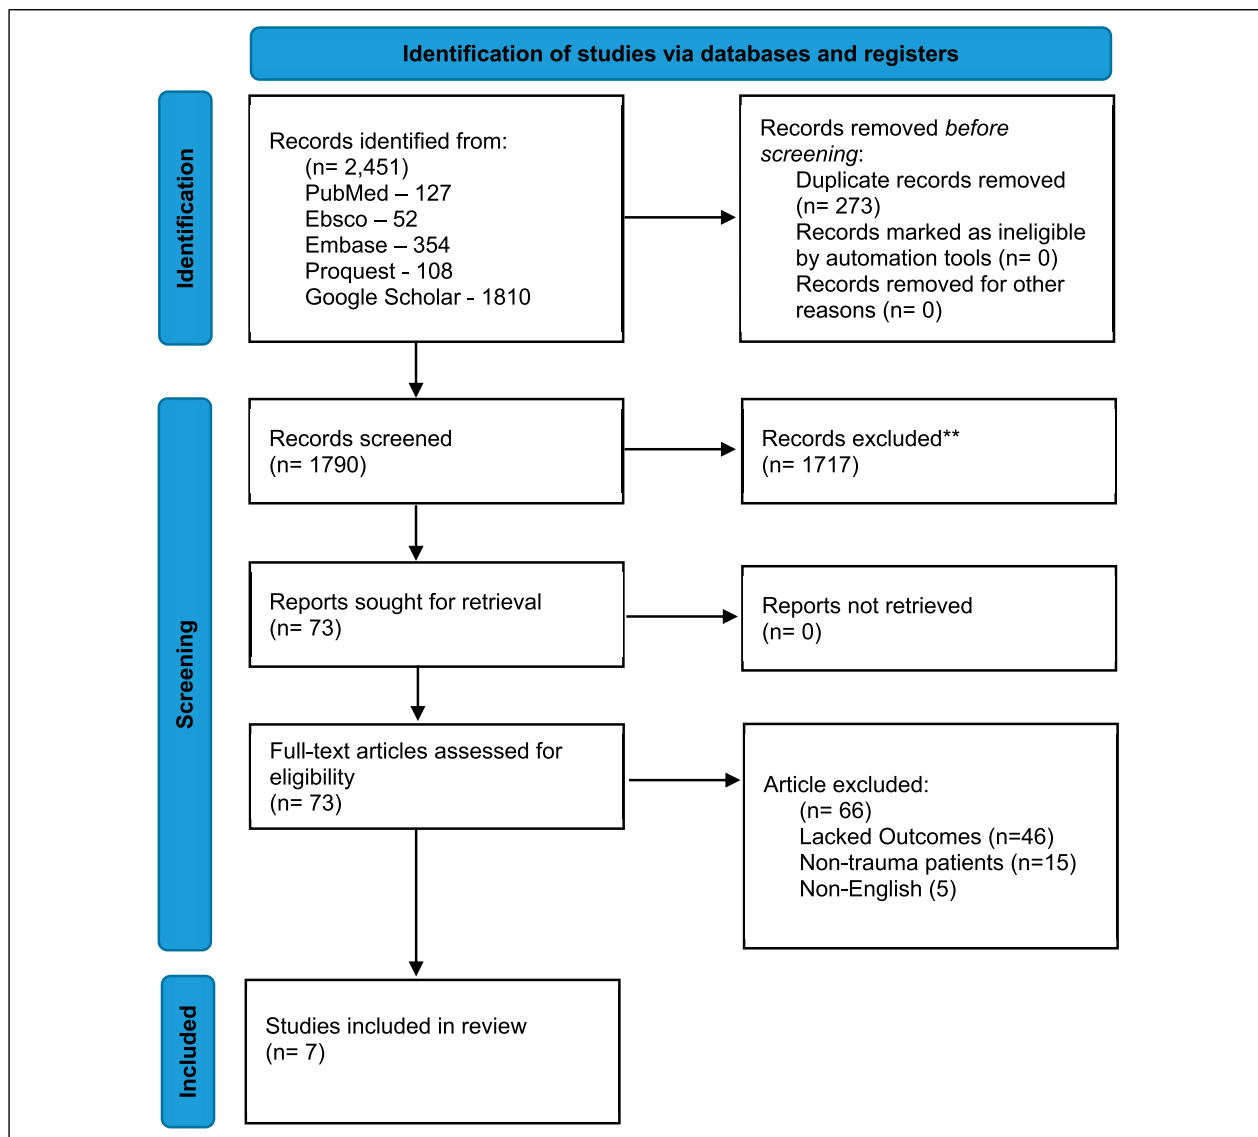 Identification of studies via databases and registers
Identification
Records identified from:
(n= 2,451)
PubMed – 127
Ebsco – 52
Embase – 354
Proquest - 108
Google Scholar - 1810
Records removed before
screening:
Duplicate records removed
(n= 273)
Records marked as ineligible
by automation tools (n= 0)
Records removed for other
reasons (n= 0)
Screening
Records screened
(n= 1790)
Records excluded**
(n= 1717)
Reports sought for retrieval
(n= 73)
Reports not retrieved
(n= 0)
Full-text articles assessed for
eligibility
(n= 73)
Article excluded:
(n= 66)
Lacked Outcomes (n=46)
Non-trauma patients (n=15)
Non-English (5)
Included
Studies included in review
(n= 7)